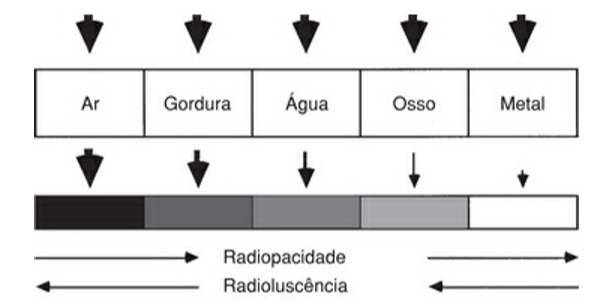 Ar Gordura Água Osso Metal
Radiopacidade
Radioluscência